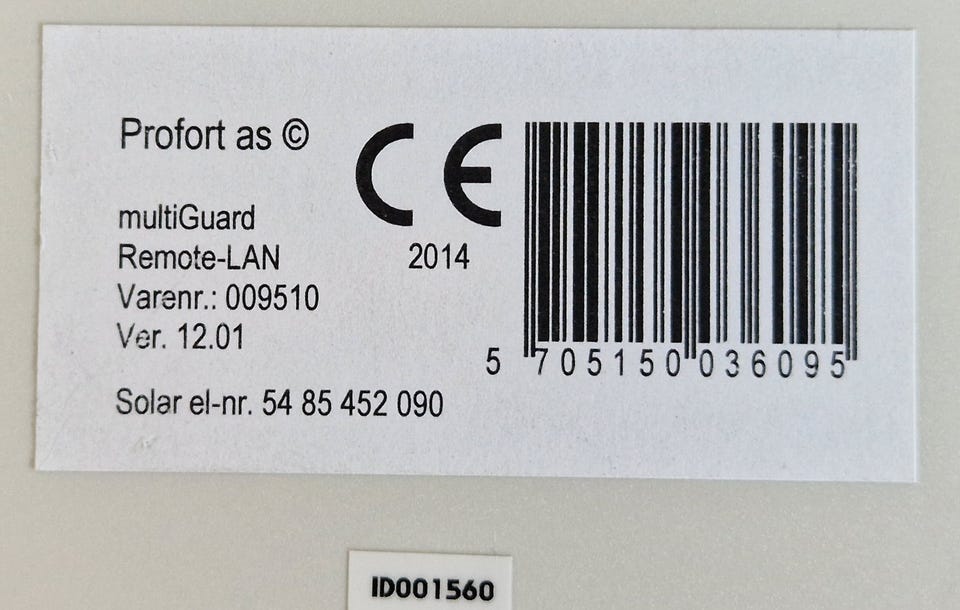 Profort as ©
CE
multiGuard
Remote-LAN
2014
Varenr.: 009510
Ver. 12.01
5 705150 036095
Solar el-nr. 54 85 452 090
ID001560